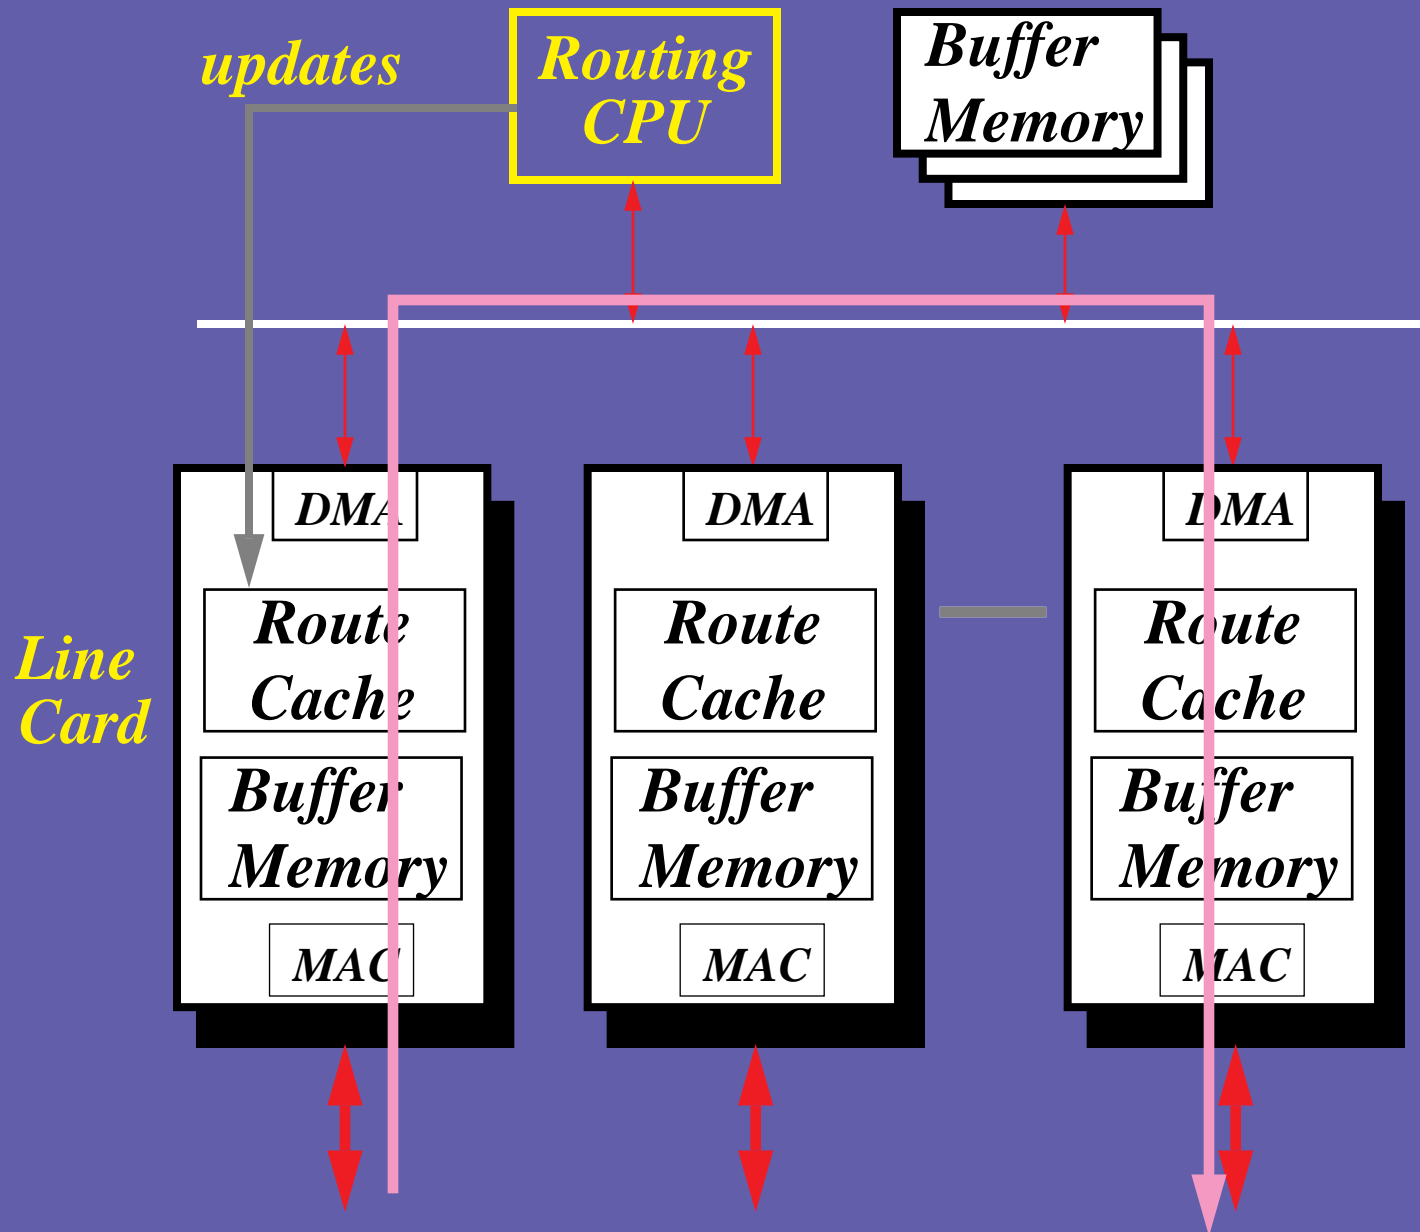 updates
Routing
CPU
Buffer
Memory
DMA
DMA
DMA
Route
Cache
Route
Cache
Route
Cache
Line
Card
Buffer
Memory
Buffer
Memory
Buffer
Memory
MAC
MAC
MAC